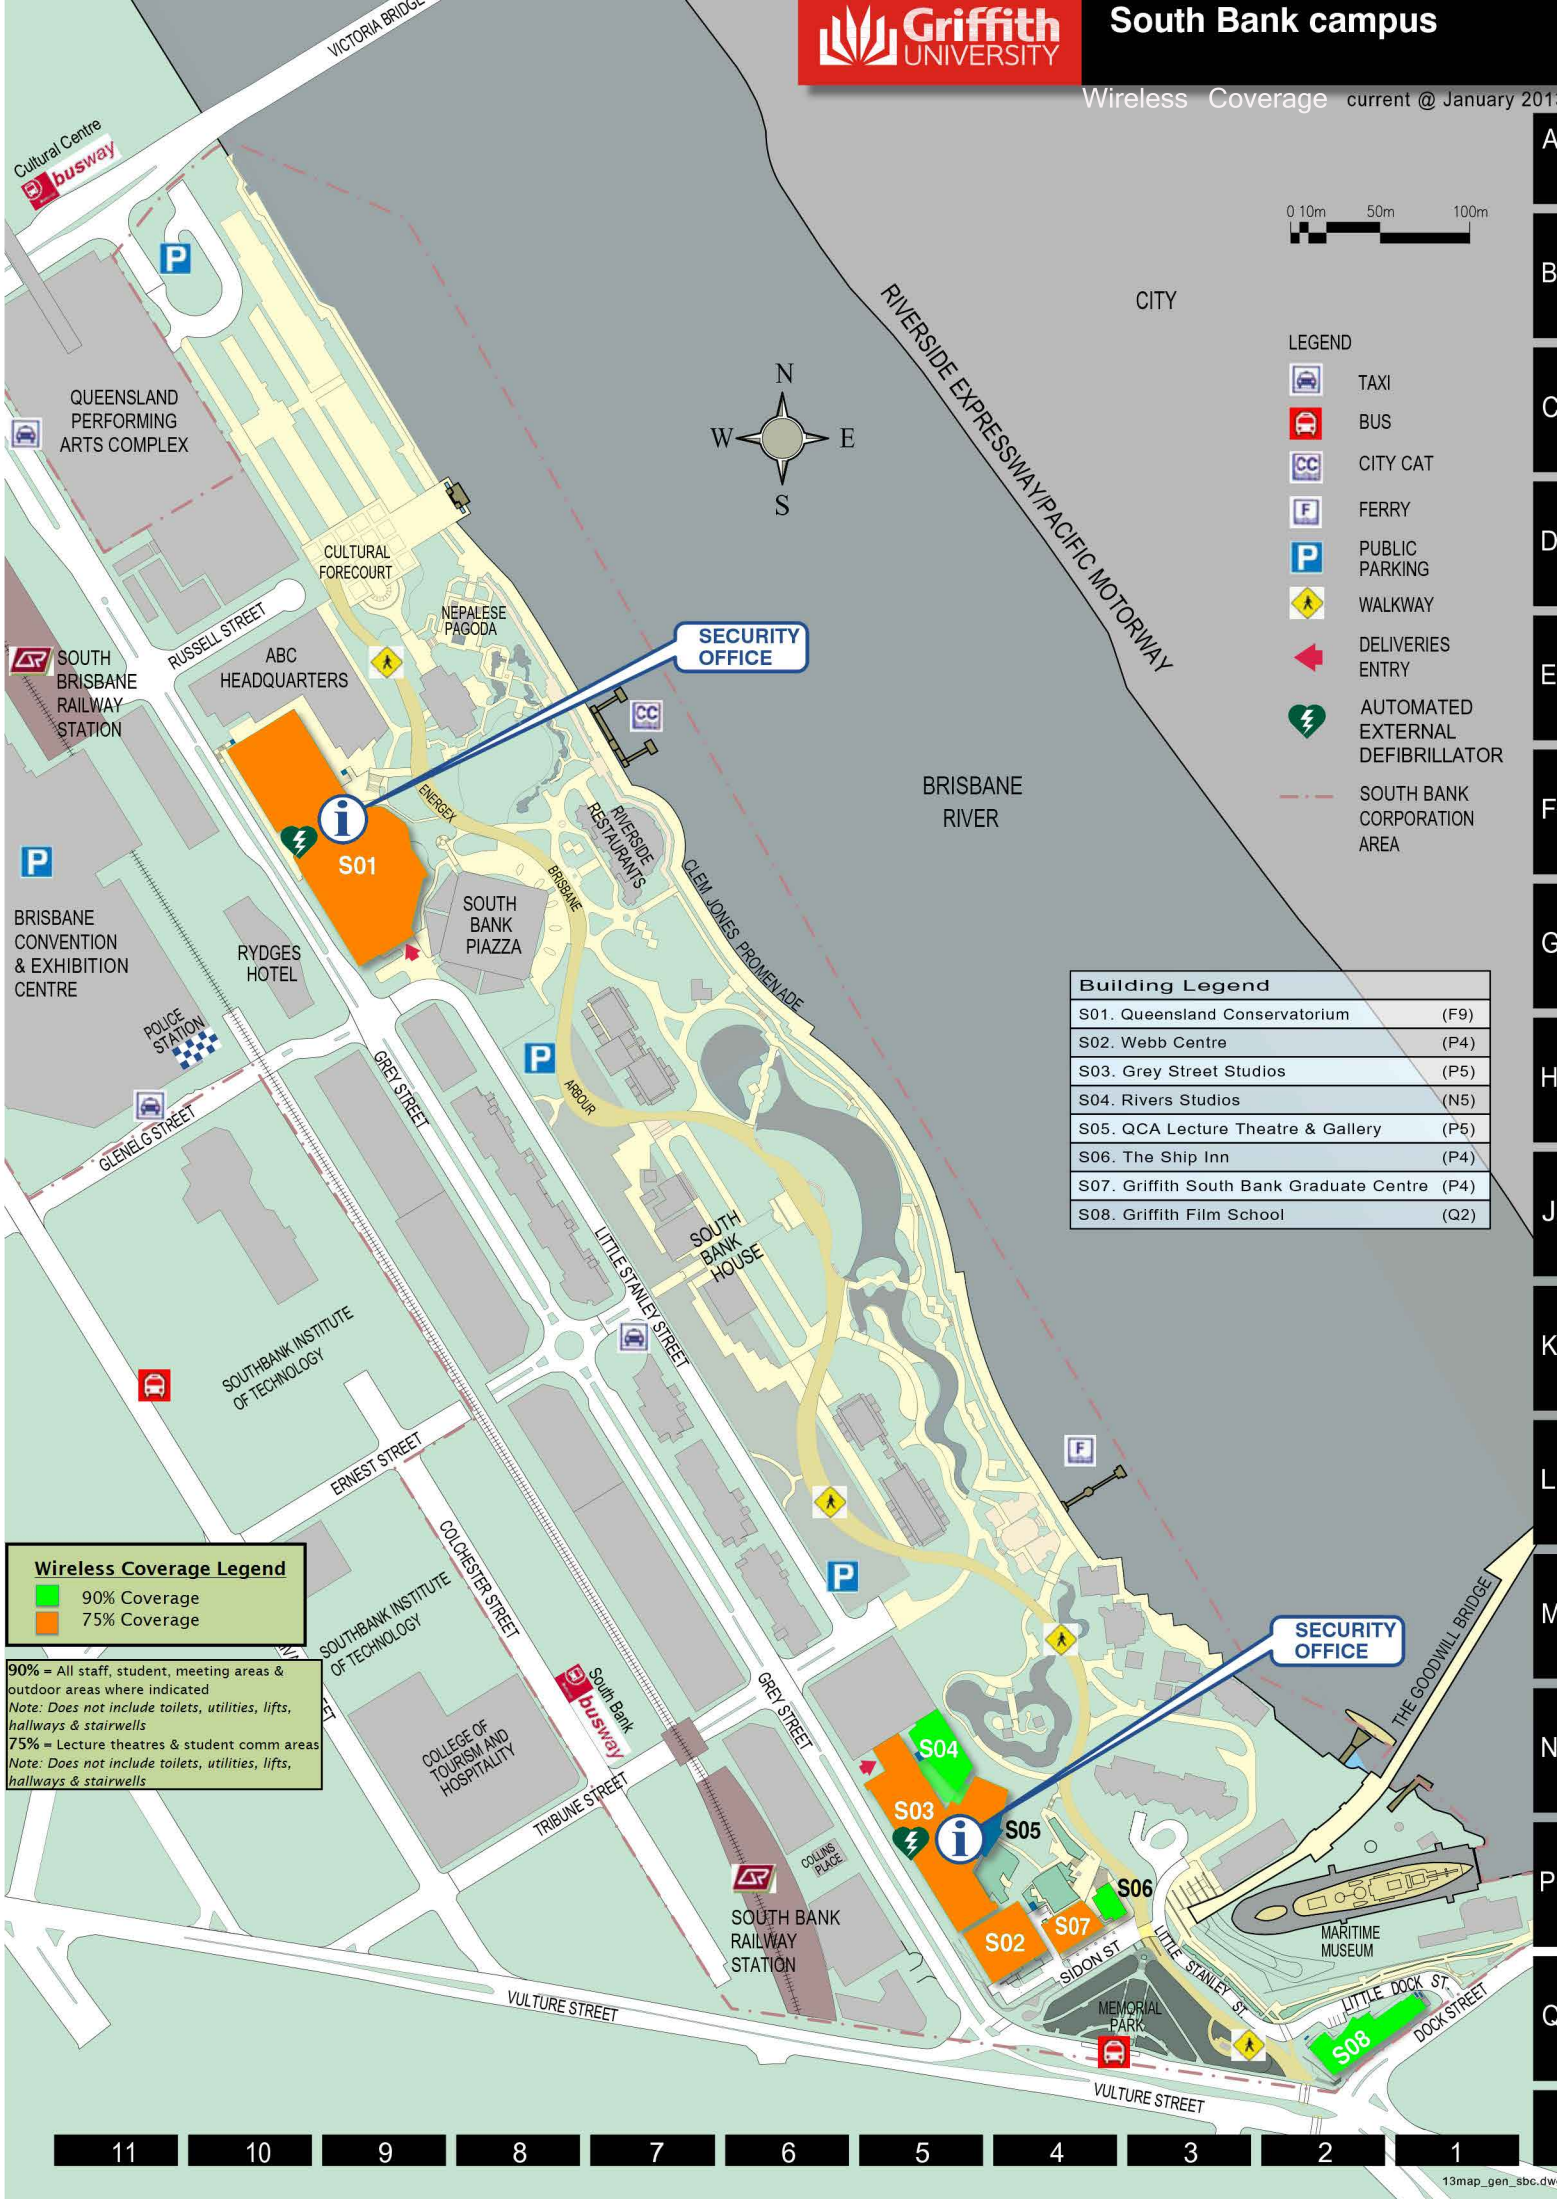 VICTORIA BRIDGE
Griffith
UNIVERSITY
South Bank campus
Wireless Coverage current @ January 201
Cultural Centre
busway
A
B
C
D
E
F
G
H
J
K
L
M
N
P
Q
0 10m 50m 100m
CITY
LEGEND
TAXI
BUS
CC CITY CAT
F FERRY
P PUBLIC
PARKING
WALKWAY
DELIVERIES
ENTRY
AUTOMATED
EXTERNAL
DEFIBRILLATOR
SOUTH BANK
CORPORATION
AREA
P
QUEENSLAND
PERFORMING
ARTS COMPLEX
N
W E
S
RIVERSIDE EXPRESSWAY/PACIFIC MOTORWAY
CULTURAL
FORECOURT
NEPALESE
PAGODA
RUSSELL STREET
SECURITY
OFFICE
SOUTH
BRISBANE
RAILWAY
STATION
ABC
HEADQUARTERS
CC
BRISBANE
RIVER
ENERGEX
BRISBANE
ARBOUR
RIVERSIDE
RESTAURANTS
i
S01
P
CLEM JONES PROMENADE
BRISBANE
CONVENTION
& EXHIBITION
CENTRE
RYDGES
HOTEL
SOUTH
BANK
PIAZZA
POLICE
STATION
P
GREY STREET
GLENELG STREET
Building Legend
S01. Queensland Conservatorium (F9)
S02. Webb Centre (P4)
S03. Grey Street Studios (P5)
S04. Rivers Studios (N5)
S05. QCA Lecture Theatre & Gallery (P5)
S06. The Ship Inn (P4)
S07. Griffith South Bank Graduate Centre (P4)
S08. Griffith Film School (Q2)
SOUTH
BANK
HOUSE
LITTLE STANLEY STREET
SOUTHBANK INSTITUTE
OF TECHNOLOGY
ERNEST STREET
F
COLCHESTER STREET
P
Wireless Coverage Legend
90% Coverage
75% Coverage
90% = All staff, student, meeting areas &
outdoor areas where indicated
Note: Does not include toilets, utilities, lifts,
hallways & stairwells
75% = Lecture theatres & student comm areas
Note: Does not include toilets, utilities, lifts,
hallways & stairwells
SOUTHBANK INSTITUTE
OF TECHNOLOGY
SECURITY
OFFICE
THE GOODWILL BRIDGE
South Bank
busway
GREY STREET
COLLEGE OF
TOURISM AND
HOSPITALITY
TRIBUNE STREET
S04
S03
i
S05
COLLINS
PLACE
S06
S07
S02
SOUTH BANK
RAILWAY
STATION
SIDON ST
LITTLE STANLEY ST
MARITIME
MUSEUM
LITTLE DOCK ST.
DOCK STREET
S08
MEMORIAL
PARK
VULTURE STREET
VULTURE STREET
11 10 9 8 7 6 5 4 3 2 1
13map_gen_sbc.dw